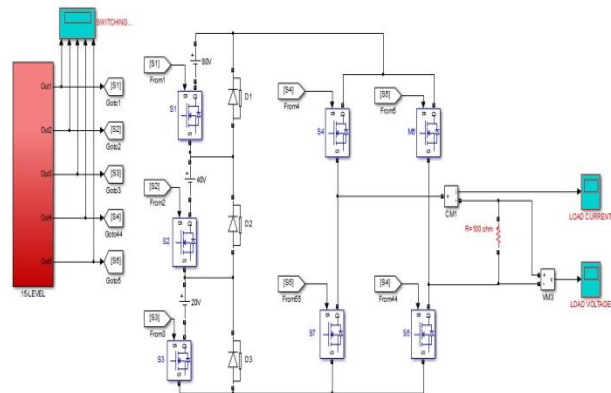 SWITCHING...
Out1
Out2
Out3
Out4
Out5
15-LEVEL
[S1]
Goto1
[S2]
Goto2
[S3]
Goto3
[S4]
Goto44
[S5]
Goto5
[S1]
From1
S1
80V
D1
[S2]
From2
S2
40V
D2
[S3]
From3
S3
20V
D3
[S4]
From4
S4
[S5]
From5
M6
CM1
R=100 ohm
LOAD CURRENT
VM3
LOAD VOLTAGE
[S5]
From55
S7
[S4]
From44
S5